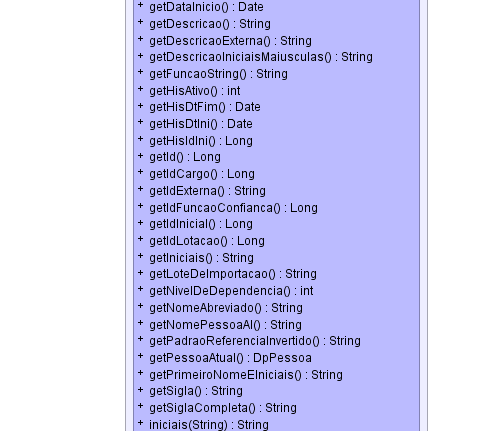 + getDataInicio() : Date
+ getDescricao() : String
+ getDescricaoExterna() : String
+ getDescricaoIniciaisMaiusculas() : String
+ getFuncaoString() : String
+ getHisAtivo() : int
+ getHisDtFim() : Date
+ getHisDtIni() : Date
+ getHisIdIni() : Long
+ getId() : Long
+ getIdCargo() : Long
+ getIdExterna() : String
+ getIdFuncaoConfianca() : Long
+ getIdInicial() : Long
+ getIdLotacao() : Long
+ getIniciais() : String
+ getLoteDeImportacao() : String
+ getNivelDeDependencia() : int
+ getNomeAbreviado() : String
+ getNomePessoaAI() : String
+ getPadraoReferenciaInvertido() : String
+ getPessoaAtual() : DpPessoa
+ getPrimeiroNomeEIniciais() : String
+ getSigla() : String
+ getSiglaCompleta() : String
+ iniciais(String) : String